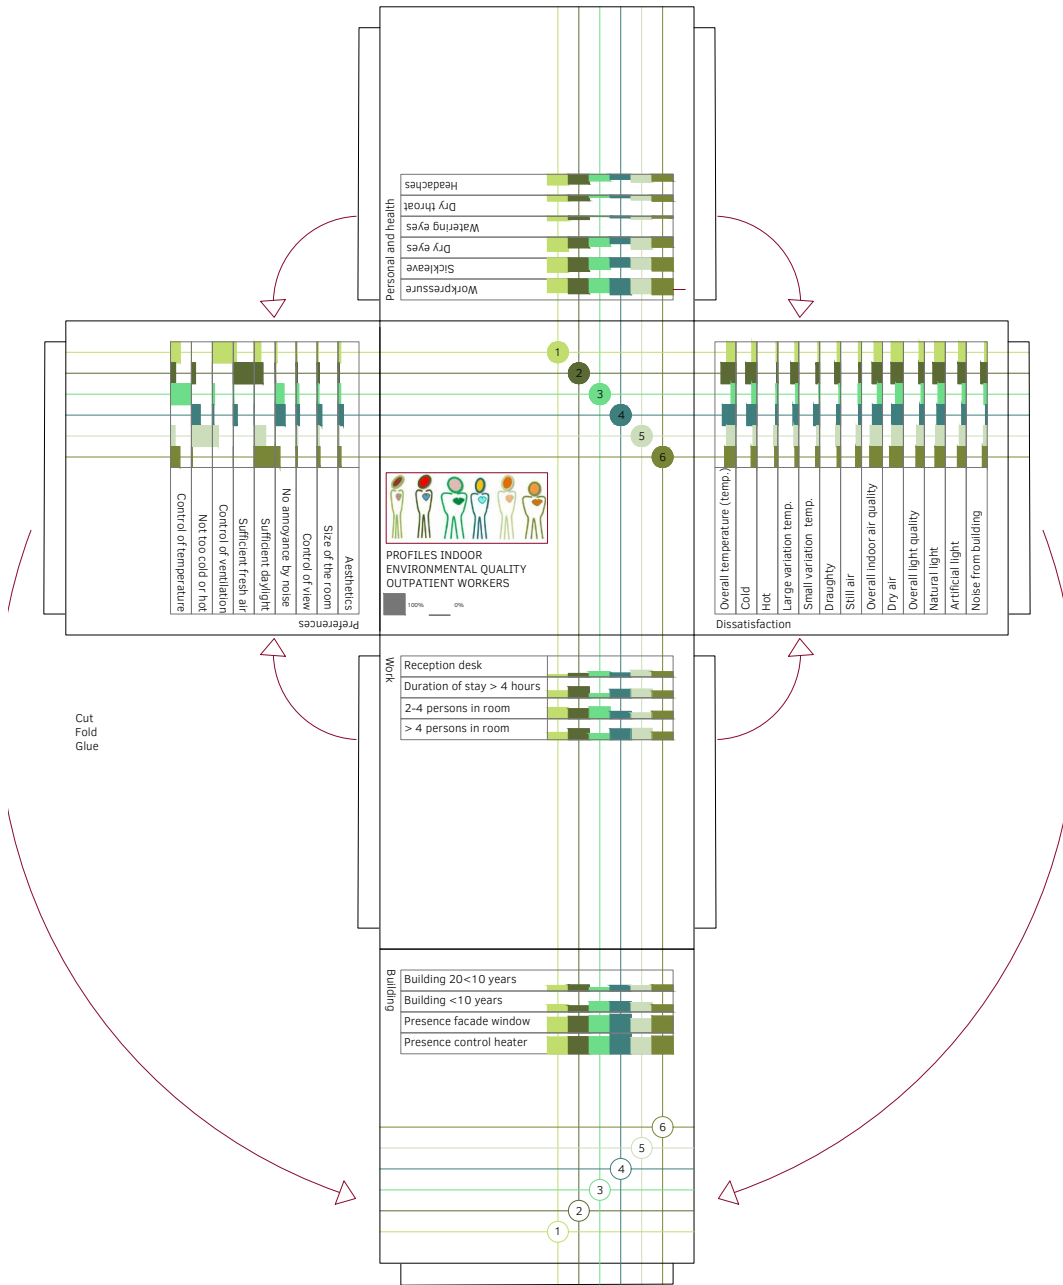 Personal and health
Headaches
Dry throat
Watering eyes
Dry eyes
Sickleave
Workpressure
1
2
3
4
5
6
Control of temperature
Not too cold or hot
Control of ventilation
Sufficient fresh air
Sufficient daylight
No annoyance by noise
Control of view
Size of the room
Aesthetics
Preferences
PROFILES INDOOR
ENVIRONMENTAL QUALITY
OUTPATIENT WORKERS
100%
0%
Overall temperature (temp.)
Cold
Hot
Large variation temp.
Small variation temp.
Draughty
Still air
Overall indoor air quality
Dry air
Overall light quality
Natural light
Artificial light
Noise from building
Dissatisfaction
Work
Reception desk
Duration of stay > 4 hours
2-4 persons in room
> 4 persons in room
Cut
Fold
Glue
Building
Building 20<10 years
Building <10 years
Presence facade window
Presence control heater
6
5
4
3
2
1